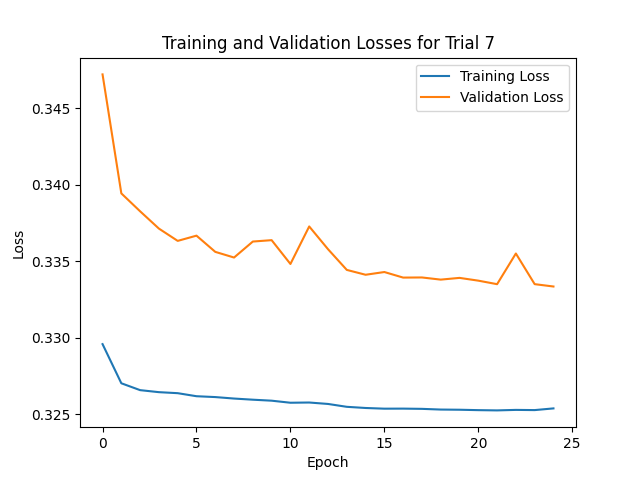 Training and Validation Losses for Trial 7
Training Loss
Validation Loss
0.345
0.340
0.335
0.330
0.325
Loss
0 5 10 15 20 25
Epoch